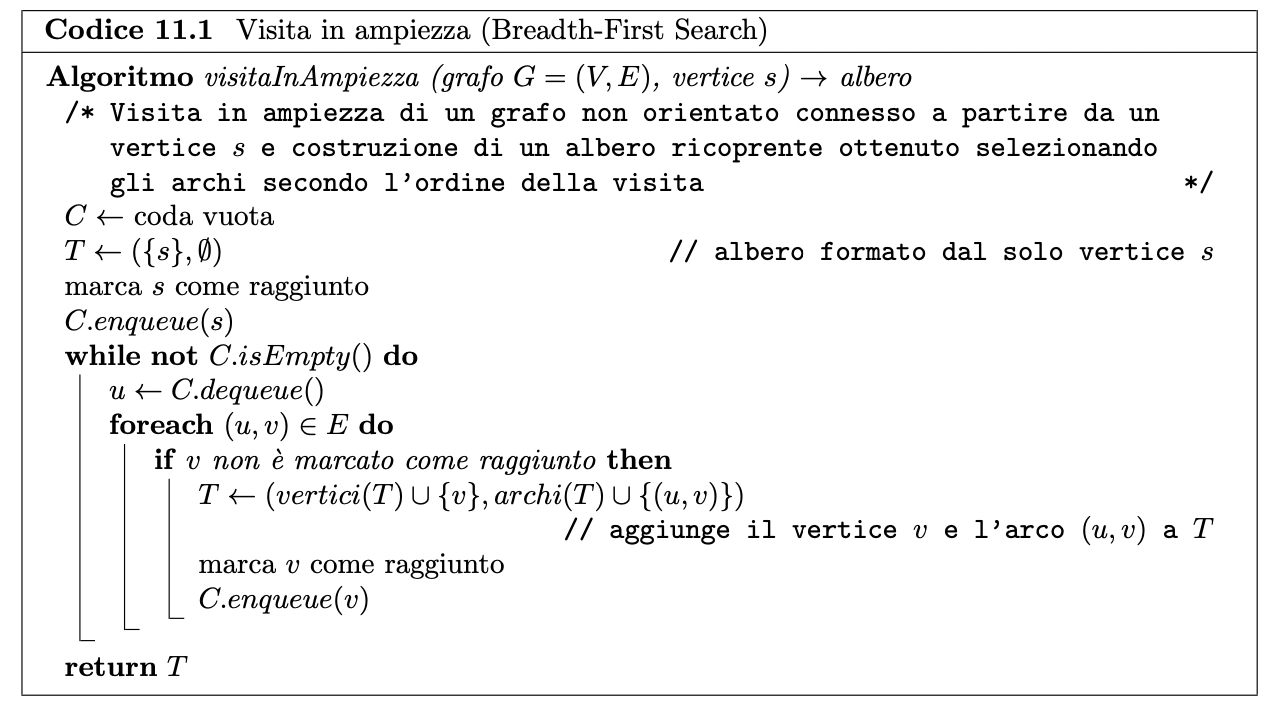 Codice 11.1 Visita in ampiezza (Breadth-First Search)
Algoritmo visitaInAmpiezza (grafo G = (V, E), vertice s) → albero
/* Visita in ampiezza di un grafo non orientato connesso a partire da un
vertice s e costruzione di un albero ricoprente ottenuto selezionando
gli archi secondo l'ordine della visita */
C ← coda vuota
T ← ({s}, ∅) // albero formato dal solo vertice s
marca s come raggiunto
C.enqueue(s)
while not C.isEmpty() do
u ← C.dequeue()
foreach (u, v) ∈ E do
if v non è marcato come raggiunto then
T ← (vertici(T) ∪ {v}, archi(T) ∪ {(u, v)})
// aggiunge il vertice v e l'arco (u, v) a T
marca v come raggiunto
C.enqueue(v)
return T